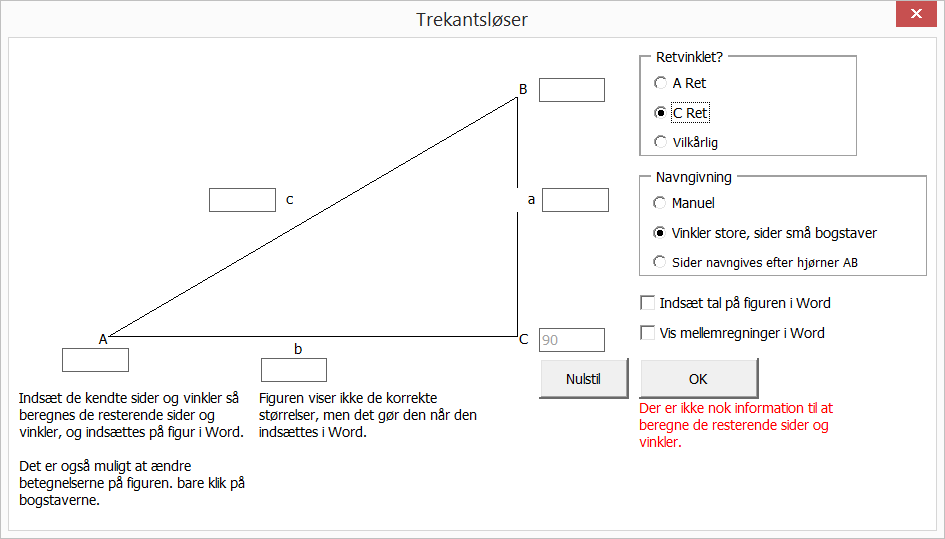 Trekantsløser
B
c
a
A
b
C
90
Retvinklet?
A Ret
C Ret
Vilkårlig
Navngivning
Manuel
Vinkler store, sider små bogstaver
Sider navngives efter hjørner AB
Indsæt tal på figuren i Word
Vis mellemregninger i Word
Nulstil
OK
Indsæt de kendte sider og vinkler så
beregnes de resterende sider og
vinkler, og indsættes på figur i Word.
Det er også muligt at ændre
betegnelserne på figuren. bare klik på
bogstaverne.
Figuren viser ikke de korrekte
størrelser, men det gør den når den
indsættes i Word.
Der er ikke nok information til at
beregne de resterende sider og
vinkler.